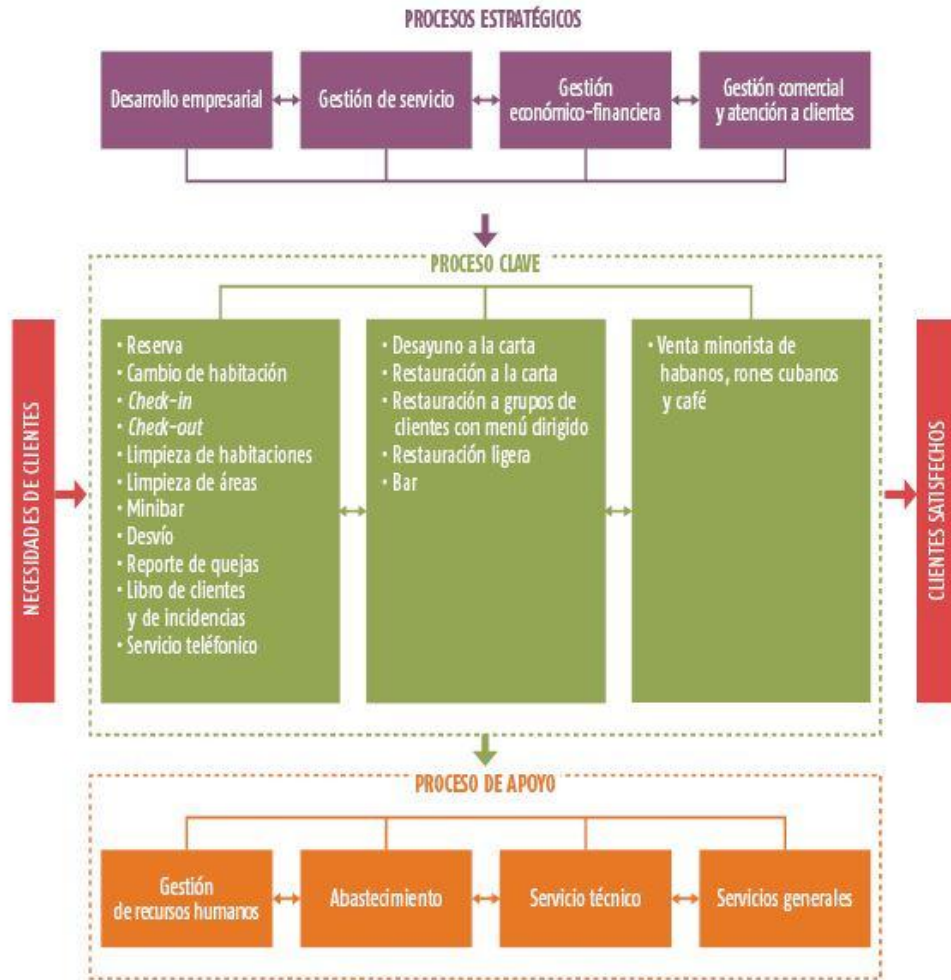 PROCESOS ESTRATÉGICOS
Desarrollo empresarial
Gestión de servicio
Gestión
económico-financiera
Gestión comercial
y atención a clientes
PROCESO CLAVE
NECESIDADES DE CLIENTES
• Reserva
• Cambio de habitación
• Check-in
• Check-out
• Limpieza de habitaciones
• Limpieza de áreas
• Minibar
• Desvío
• Reporte de quejas
• Libro de clientes
y de incidencias
• Servicio teléfonico
• Desayuno a la carta
• Restauración a la carta
• Restauración a grupos de
clientes con menú dirigido
• Restauración ligera
• Bar
• Venta minorista de
habanos, rones cubanos
y café
CLIENTES SATISFECHOS
PROCESO DE APOYO
Gestión
de recursos humanos
Abastecimiento
Servicio técnico
Servicios generales